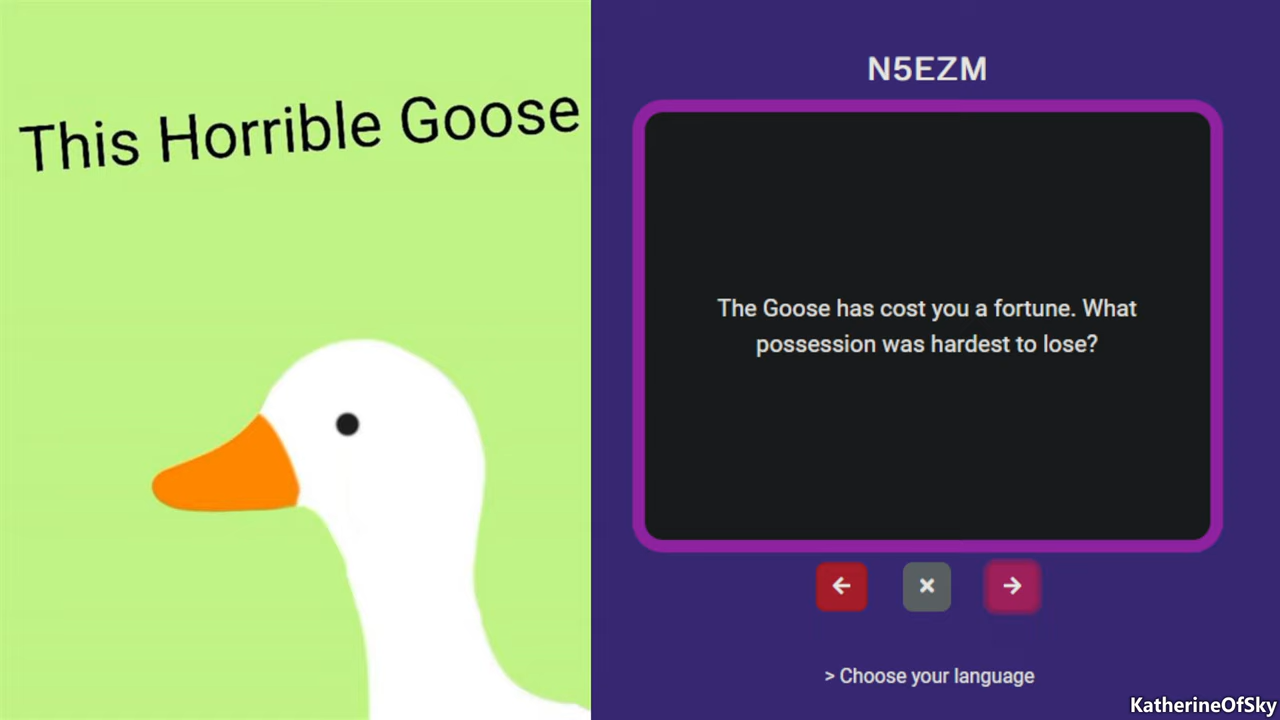 This Horrible Goose
N5EZM
The Goose has cost you a fortune. What
possession was hardest to lose?
> Choose your language
KatherineOfSky